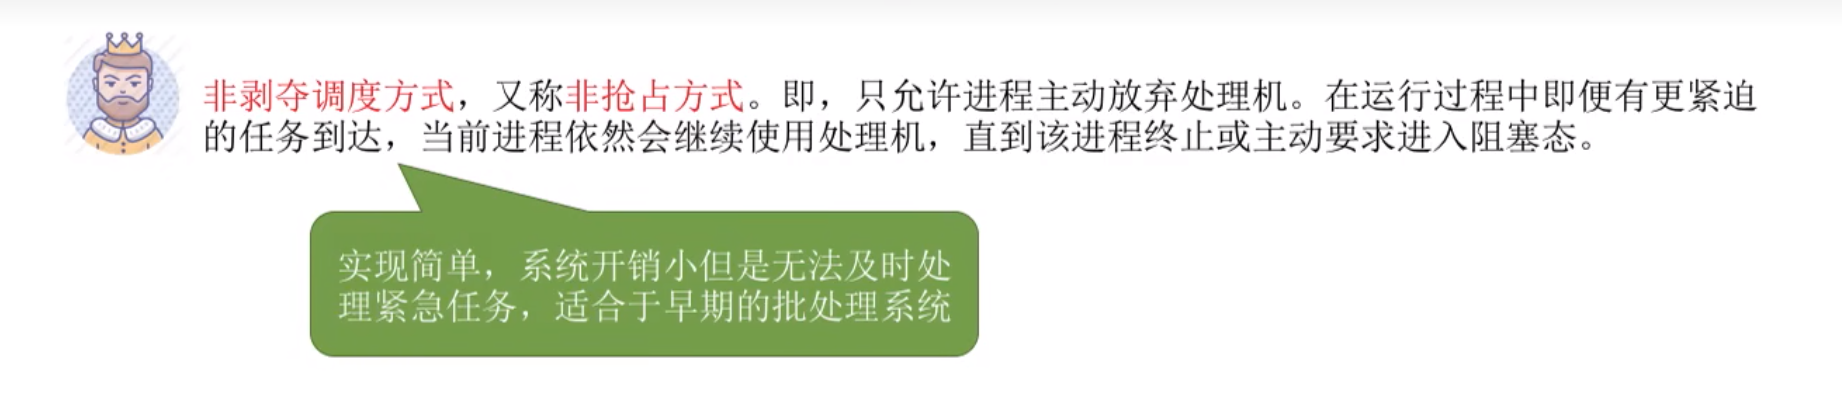 非剥夺调度方式，又称非抢占方式。即，只允许进程主动放弃处理机。在运行过程中即便有更紧迫
的任务到达，当前进程依然会继续使用处理机，直到该进程终止或主动要求进入阻塞态。
实现简单，系统开销小但是无法及时处
理紧急任务，适合于早期的批处理系统